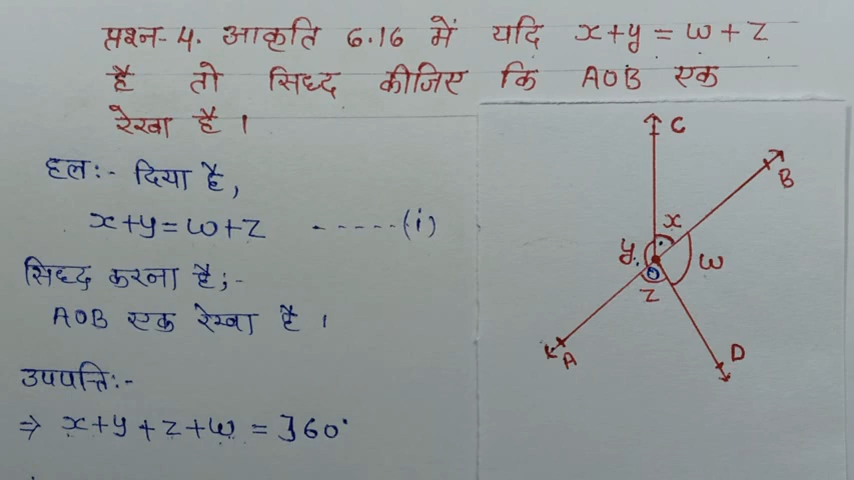 प्रश्न-4. आकृति 6.16 में यदि x+y = w+z
है तो सिध्द कीजिए कि AOB एक
रेखा है ।
हल:- दिया है,
x+y = w+z ------(i)
सिध्द करना है;-
AOB एक रेखा है ।
उपपत्ति:-
⇒ x+y+z+w = 360°
C
B
x
y
w
O
z
A
D